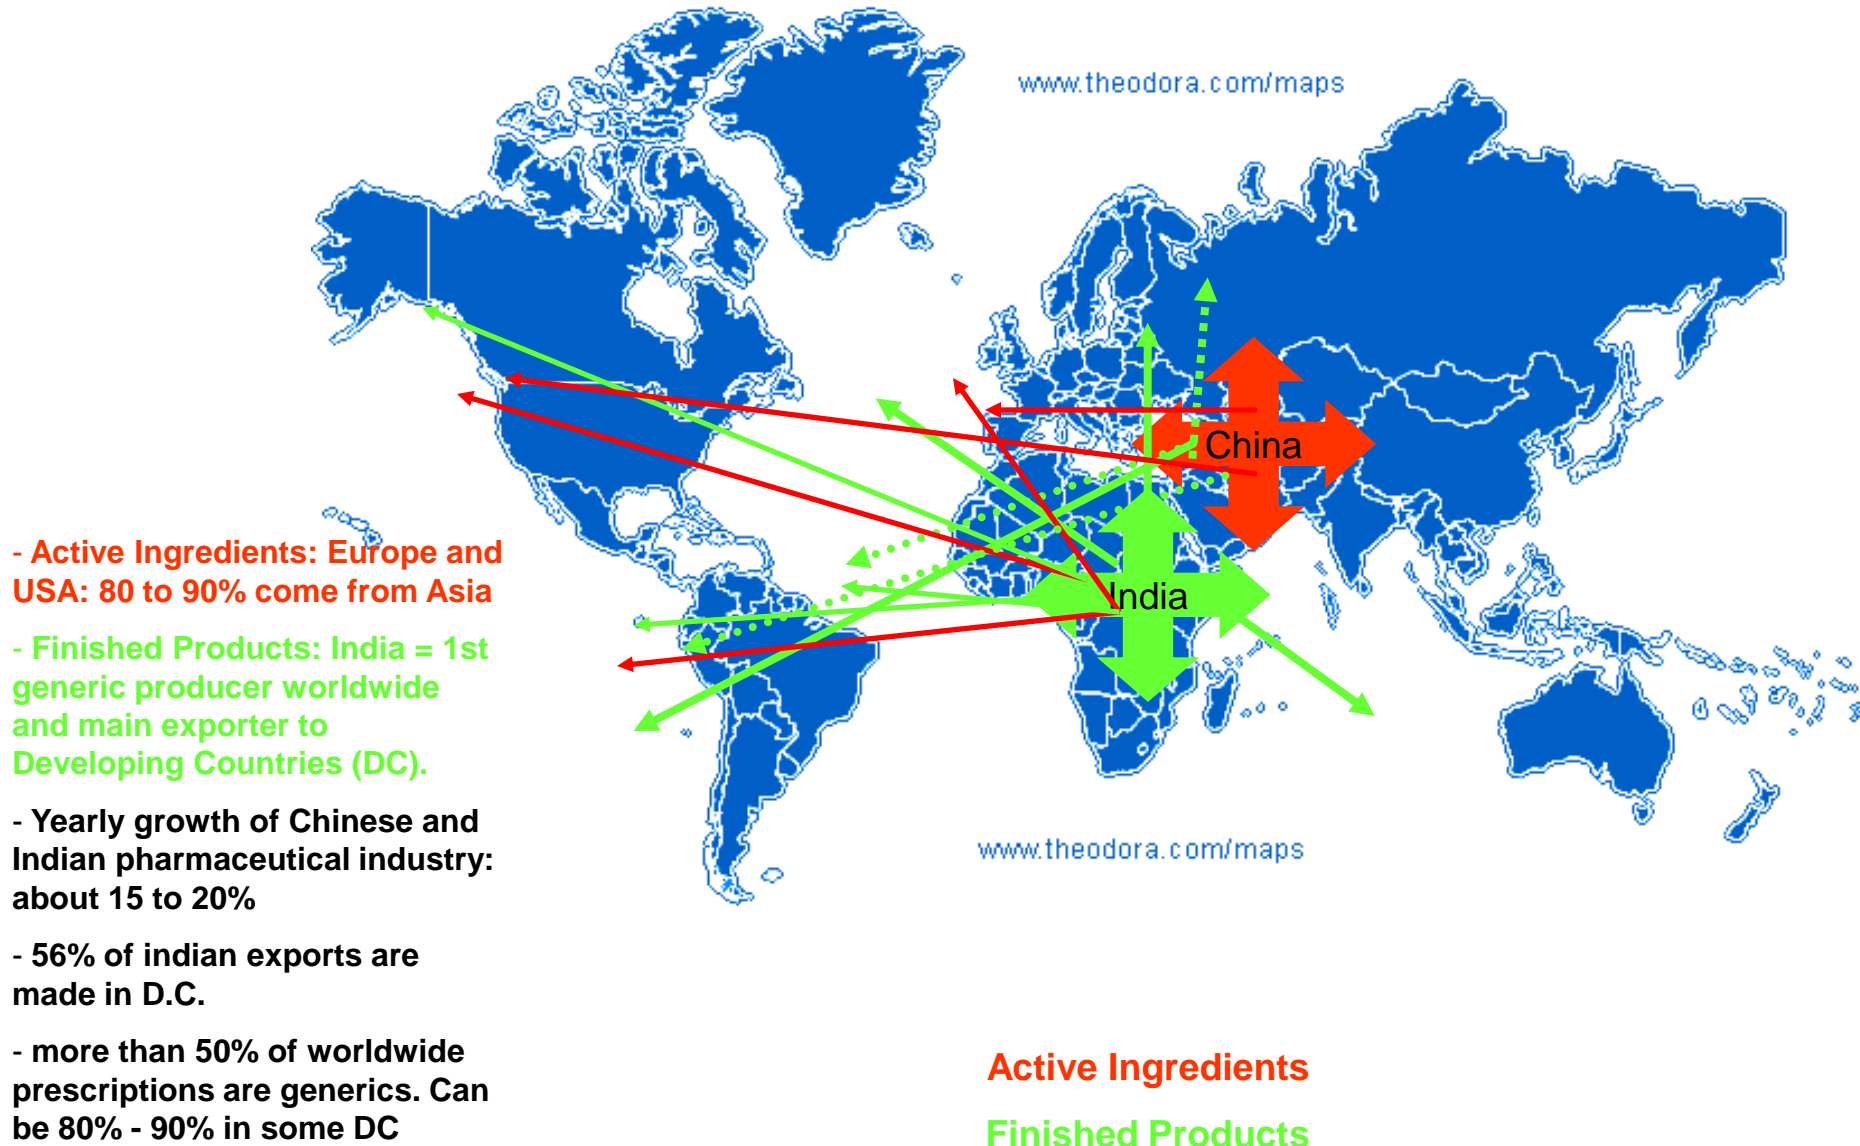 www.theodora.com/maps
China
India
- Active Ingredients: Europe and
USA: 80 to 90% come from Asia
- Finished Products: India = 1st
generic producer worldwide
and main exporter to
Developing Countries (DC).
- Yearly growth of Chinese and
Indian pharmaceutical industry:
about 15 to 20%
- 56% of indian exports are
made in D.C.
- more than 50% of worldwide
prescriptions are generics. Can
be 80% - 90% in some DC
www.theodora.com/maps
Active Ingredients
Finished Products